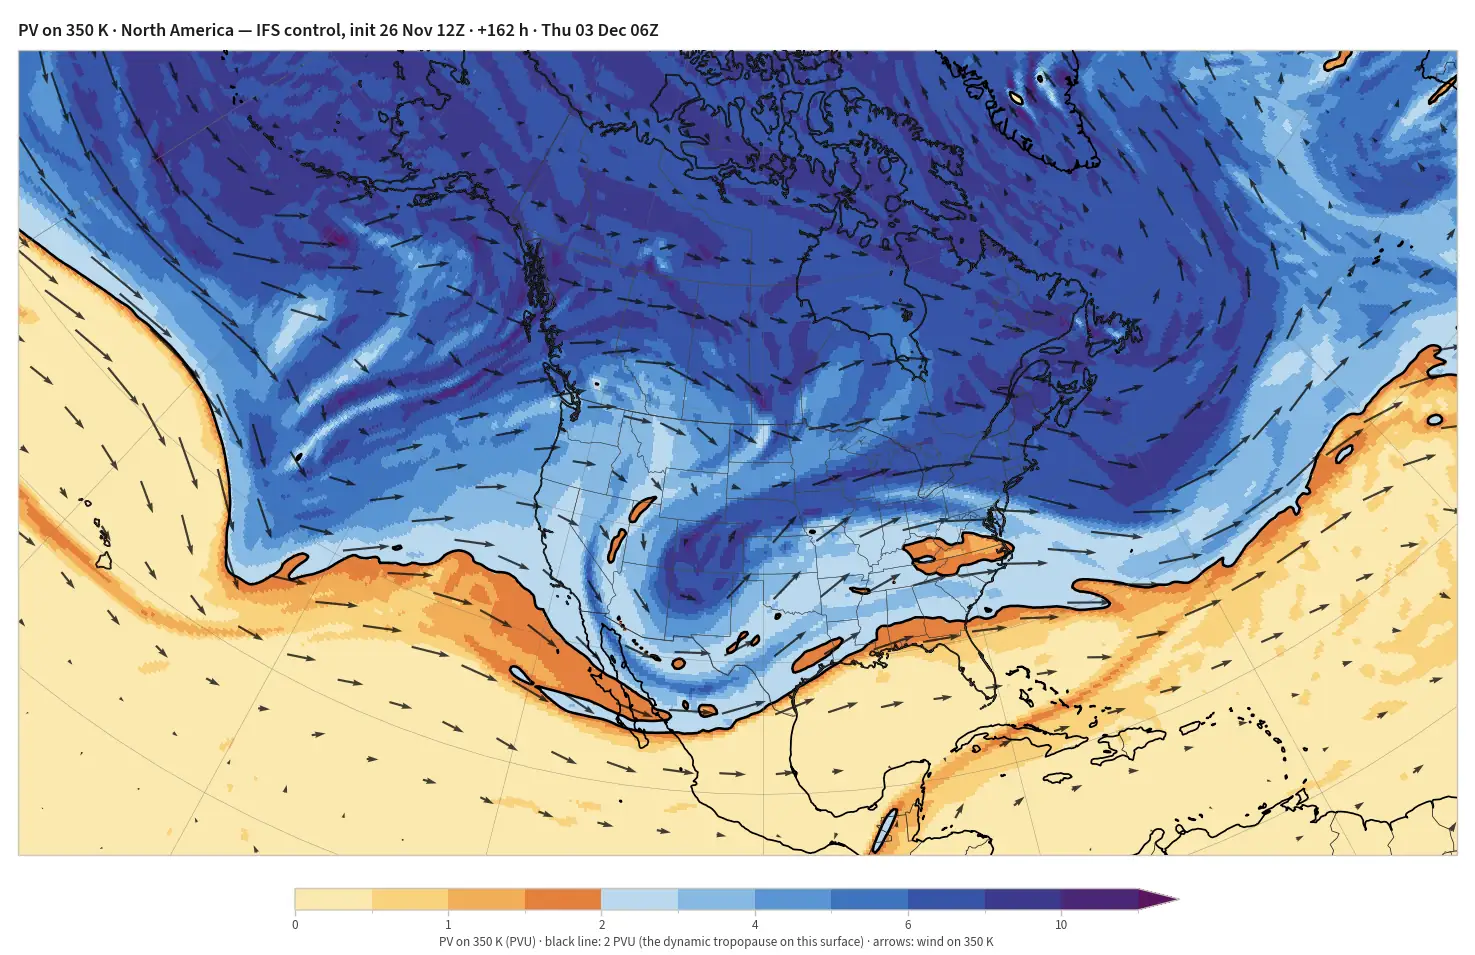 PV on 350 K · North America — IFS control, init 26 Nov 12Z · +162 h · Thu 03 Dec 06Z
0 1 2 4 6 10
PV on 350 K (PVU) · black line: 2 PVU (the dynamic tropopause on this surface) · arrows: wind on 350 K